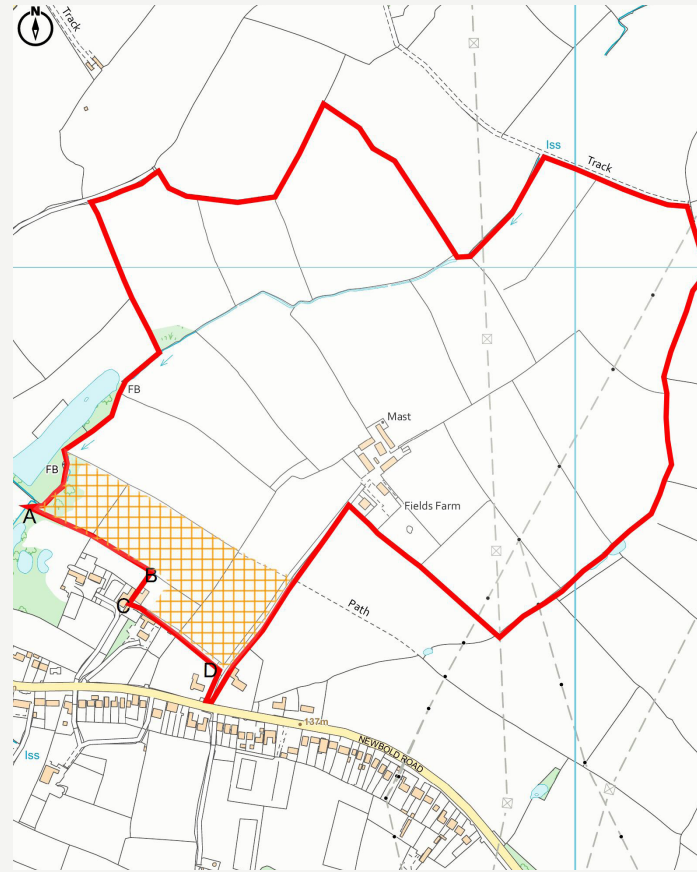 N
Track
Iss
Track
FB
Mast
FB
Fields Farm
A
B
C
Path
D
137m
NEWBOLD ROAD
Iss